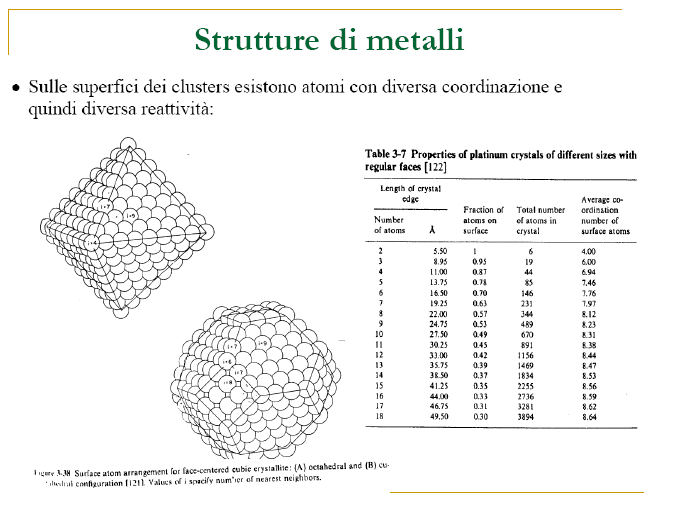 Strutture di metalli
• Sulle superfici dei clusters esistono atomi con diversa coordinazione e
quindi diversa reattività:
i=7
i=9
i=4
i=7
i=9
i=6
i=7
i=8
Figure 3-38 Surface atom arrangement for face-centered cubic crystallite: (A) octahedral and (B) cu-
configuration [121]. Values of i specify number of nearest neighbors.
Table 3-7 Properties of platinum crystals of different sizes with
regular faces [122]
Length of crystal
edge
Number
of atoms
Å
Fraction of
atoms on
surface
Total number
of atoms in
crystal
Average co-
ordination
number of
surface atoms
2 5.50 1 6 4.00
3 8.95 0.95 19 6.00
4 11.00 0.87 44 6.94
5 13.75 0.78 85 7.46
6 16.50 0.70 146 7.76
7 19.25 0.63 231 7.97
8 22.00 0.57 344 8.12
9 24.75 0.53 489 8.23
10 27.50 0.49 670 8.31
11 30.25 0.45 891 8.38
12 33.00 0.42 1156 8.44
13 35.75 0.39 1469 8.47
14 38.50 0.37 1834 8.53
15 41.25 0.35 2255 8.56
16 44.00 0.33 2736 8.59
17 46.75 0.31 3281 8.62
18 49.50 0.30 3894 8.64